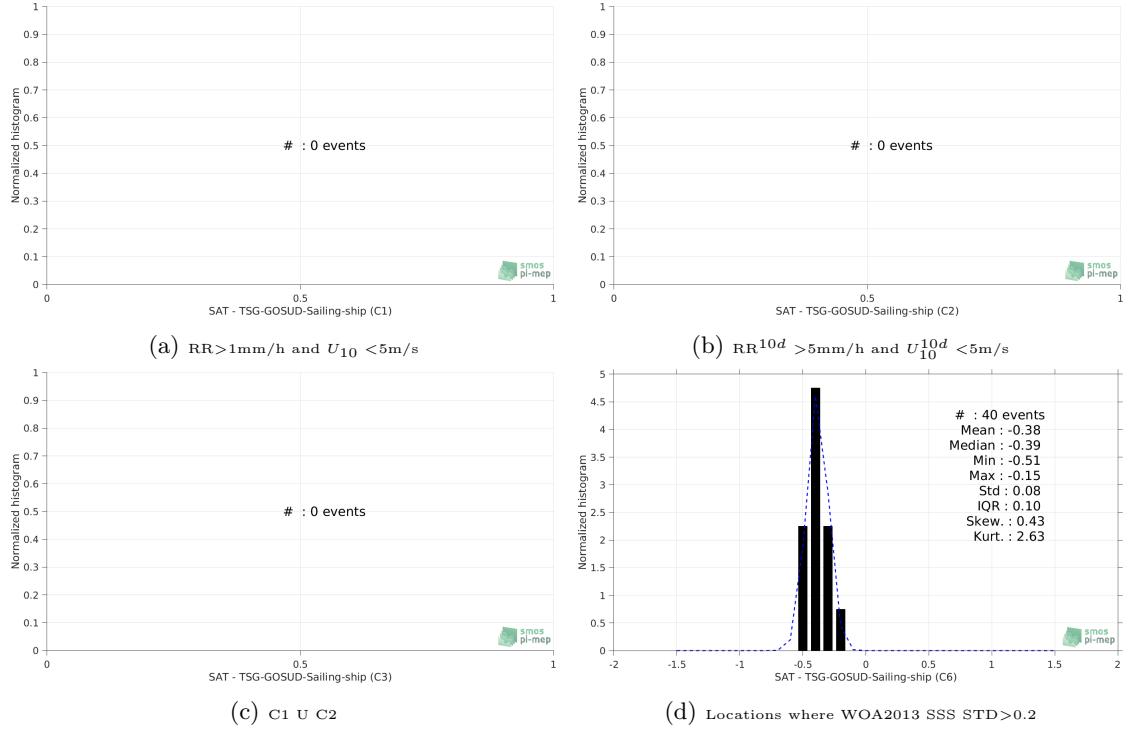 1
0.9
0.8
0.7
0.6
0.5
0.4
0.3
0.2
0.1
0
Normalized histogram
# : 0 events
smos
pi-mep
0 0.5 1
SAT - TSG-GOSUD-Sailing-ship (C1)
(a) RR>1mm/h and U10 <5m/s
1
0.9
0.8
0.7
0.6
0.5
0.4
0.3
0.2
0.1
0
Normalized histogram
# : 0 events
smos
pi-mep
0 0.5 1
SAT - TSG-GOSUD-Sailing-ship (C2)
(b) RR10d >5mm/h and U10d10 <5m/s
1
0.9
0.8
0.7
0.6
0.5
0.4
0.3
0.2
0.1
0
Normalized histogram
# : 0 events
smos
pi-mep
0 0.5 1
SAT - TSG-GOSUD-Sailing-ship (C3)
(c) C1 U C2
5
4.5
4
3.5
3
2.5
2
1.5
1
0.5
0
Normalized histogram
# : 40 events
Mean : -0.38
Median : -0.39
Min : -0.51
Max : -0.15
Std : 0.08
IQR : 0.10
Skew. : 0.43
Kurt. : 2.63
smos
pi-mep
-2 -1.5 -1 -0.5 0 0.5 1 1.5 2
SAT - TSG-GOSUD-Sailing-ship (C6)
(d) Locations where WOA2013 SSS STD>0.2